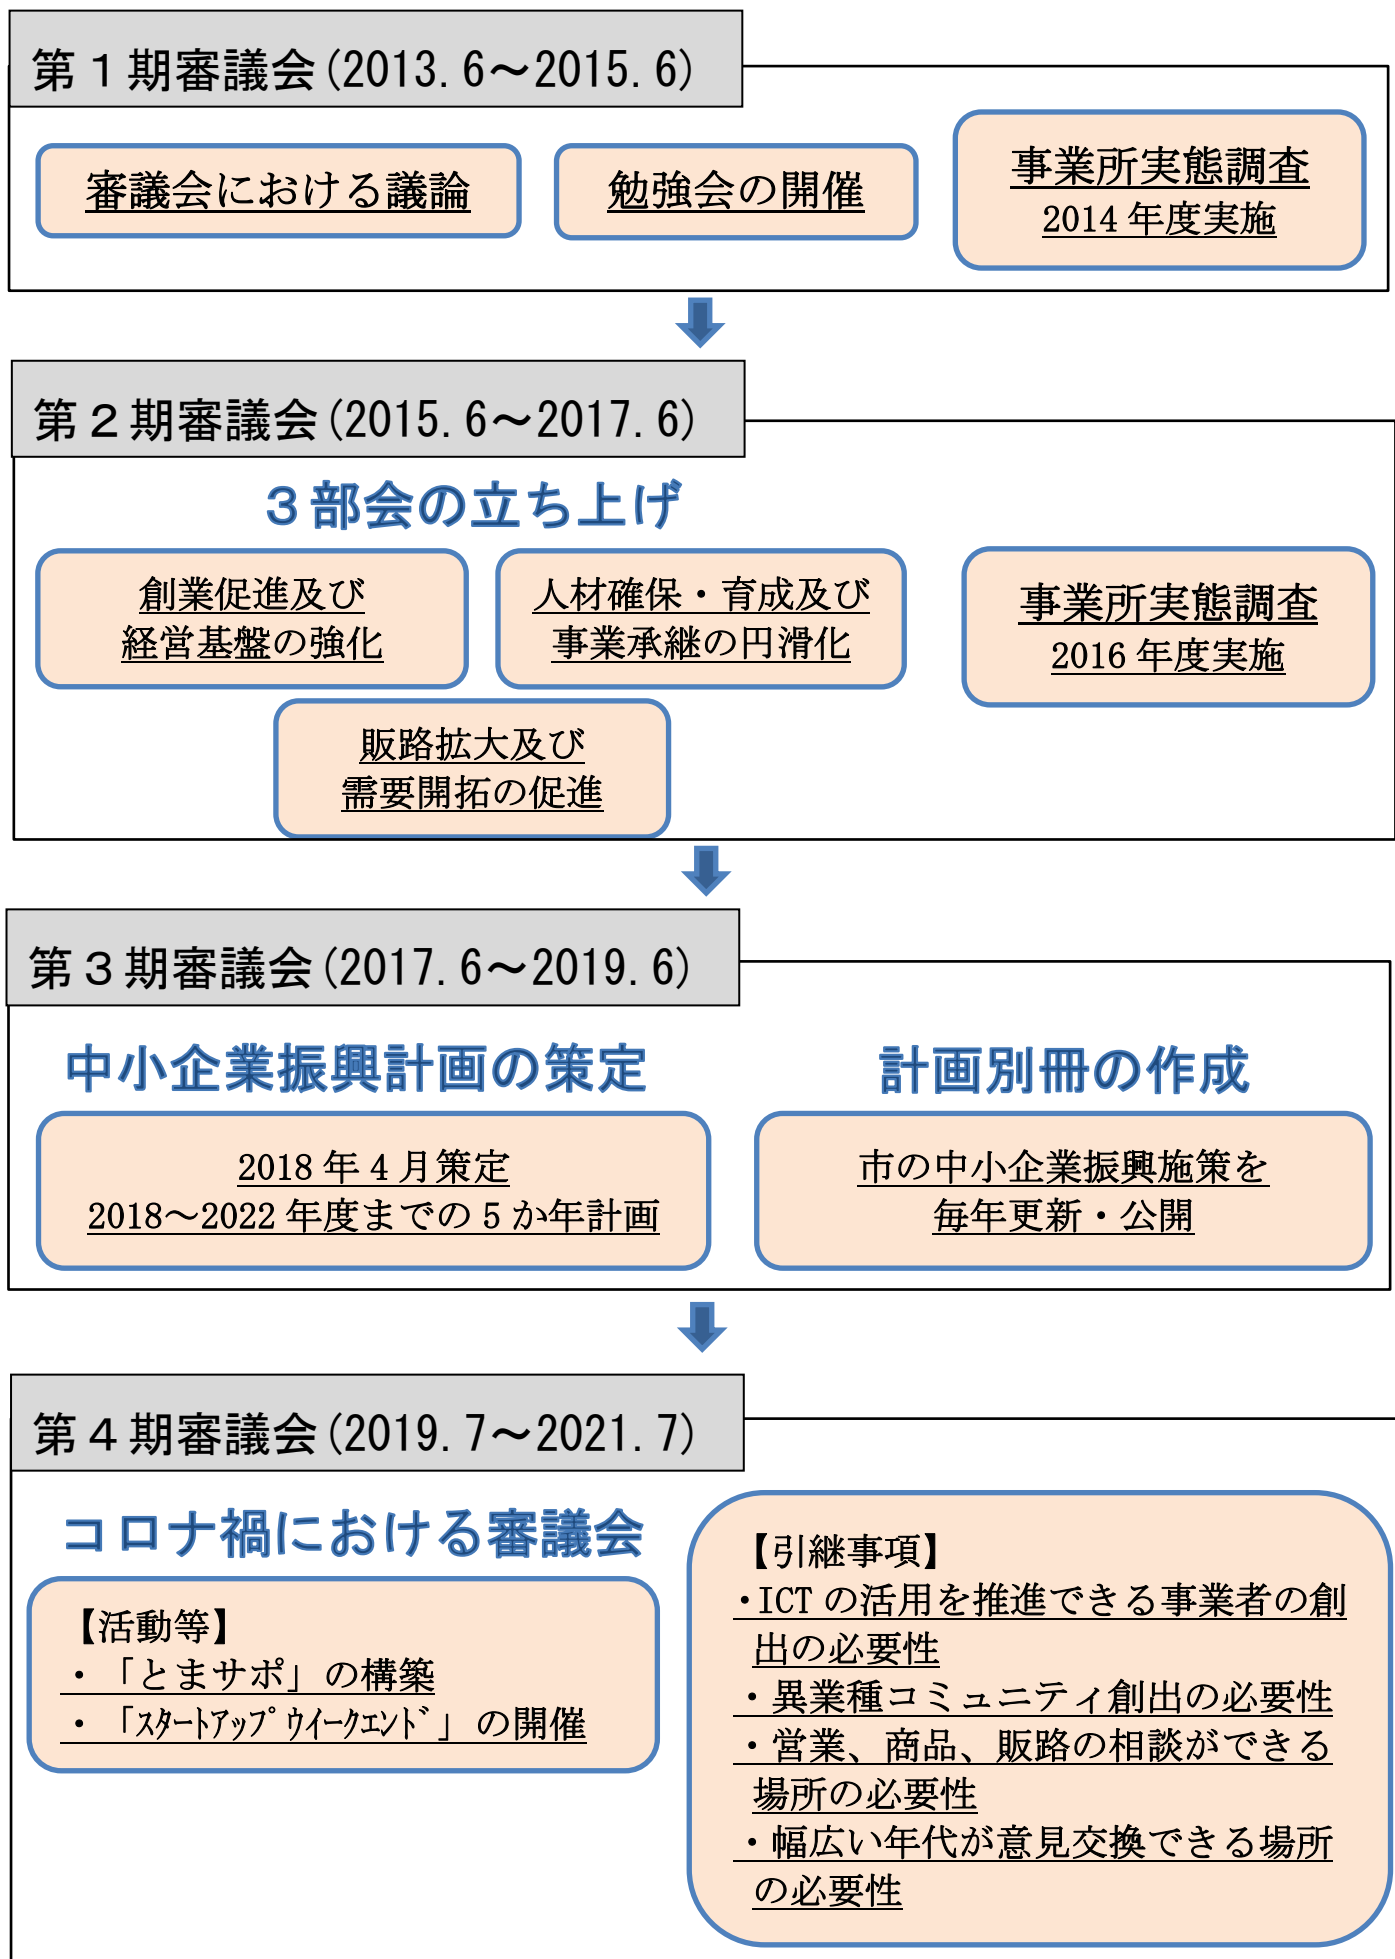 第１期審議会(2013.6～2015.6)
審議会における議論
勉強会の開催
事業所実態調査
2014年度実施
第２期審議会(2015.6～2017.6)
３部会の立ち上げ
創業促進及び
経営基盤の強化
人材確保・育成及び
事業承継の円滑化
事業所実態調査
2016年度実施
販路拡大及び
需要開拓の促進
第３期審議会(2017.6～2019.6)
中小企業振興計画の策定
2018年4月策定
2018～2022年度までの5か年計画
計画別冊の作成
市の中小企業振興施策を
毎年更新・公開
第４期審議会(2019.7～2021.7)
コロナ禍における審議会
【活動等】
・「とまサポ」の構築
・「ｽﾀｰﾄｱｯﾌﾟｳｲｰｸｴﾝﾄﾞ」の開催
【引継事項】
・ICTの活用を推進できる事業者の創
出の必要性
・異業種コミュニティ創出の必要性
・営業、商品、販路の相談ができる
場所の必要性
・幅広い年代が意見交換できる場所
の必要性